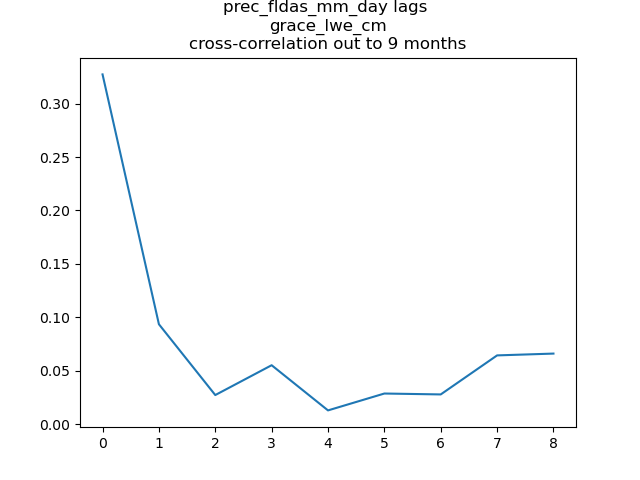 prec_fldas_mm_day lags
grace_lwe_cm
cross-correlation out to 9 months
0.30
0.25
0.20
0.15
0.10
0.05
0.00
0 1 2 3 4 5 6 7 8